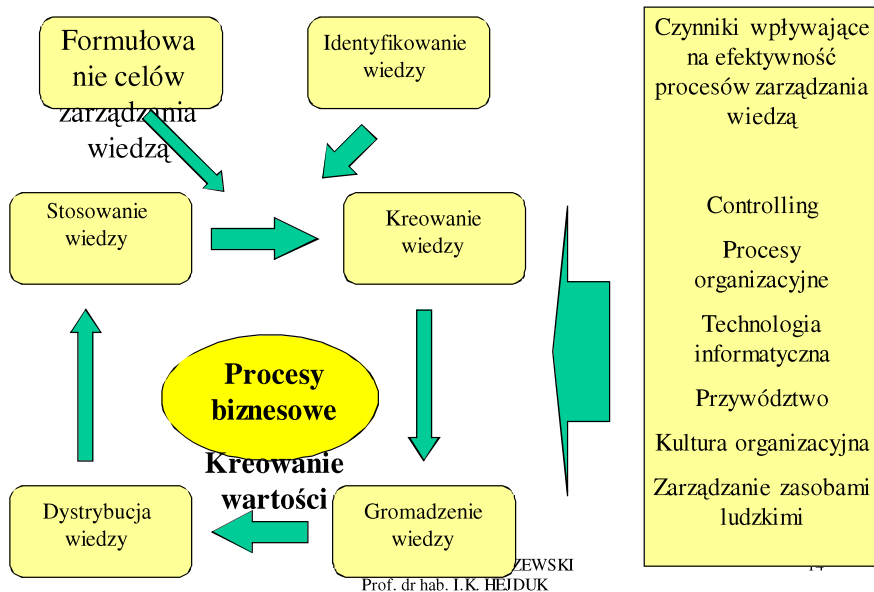 Formułowa
nie celów
zarządzania
wiedzą
Identyfikowanie
wiedzy
Stosowanie
wiedzy
Kreowanie
wiedzy
Procesy
biznesowe
Kreowanie
wartości
Dystrybucja
wiedzy
Gromadzenie
wiedzy
Czynniki wpływające
na efektywność
procesów zarządzania
wiedzą
Controlling
Procesy
organizacyjne
Technologia
informatyczna
Przywództwo
Kultura organizacyjna
Zarządzanie zasobami
ludzkimi
ZEWSKI
Prof. dr hab. I.K. HEJDUK
14